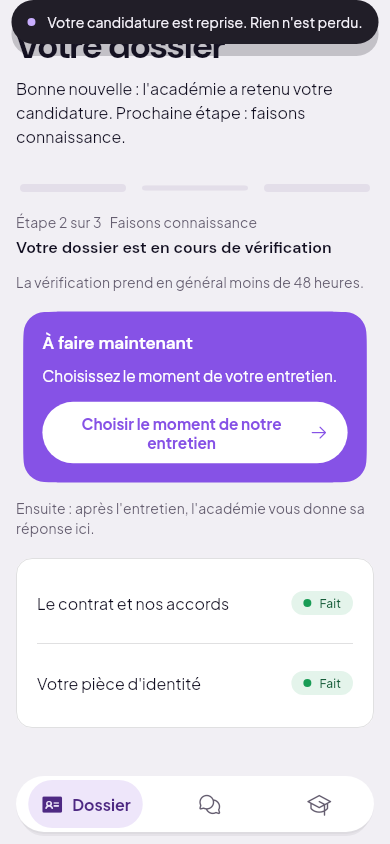 Votre candidature est reprise. Rien n'est perdu.
Votre dossier
Bonne nouvelle : l'académie a retenu votre
candidature. Prochaine étape : faisons
connaissance.
Étape 2 sur 3 Faisons connaissance
Votre dossier est en cours de vérification
La vérification prend en général moins de 48 heures.
À faire maintenant
Choisissez le moment de votre entretien.
Choisir le moment de notre
entretien
Ensuite : après l'entretien, l'académie vous donne sa
réponse ici.
Le contrat et nos accords
Fait
Votre pièce d'identité
Fait
Dossier